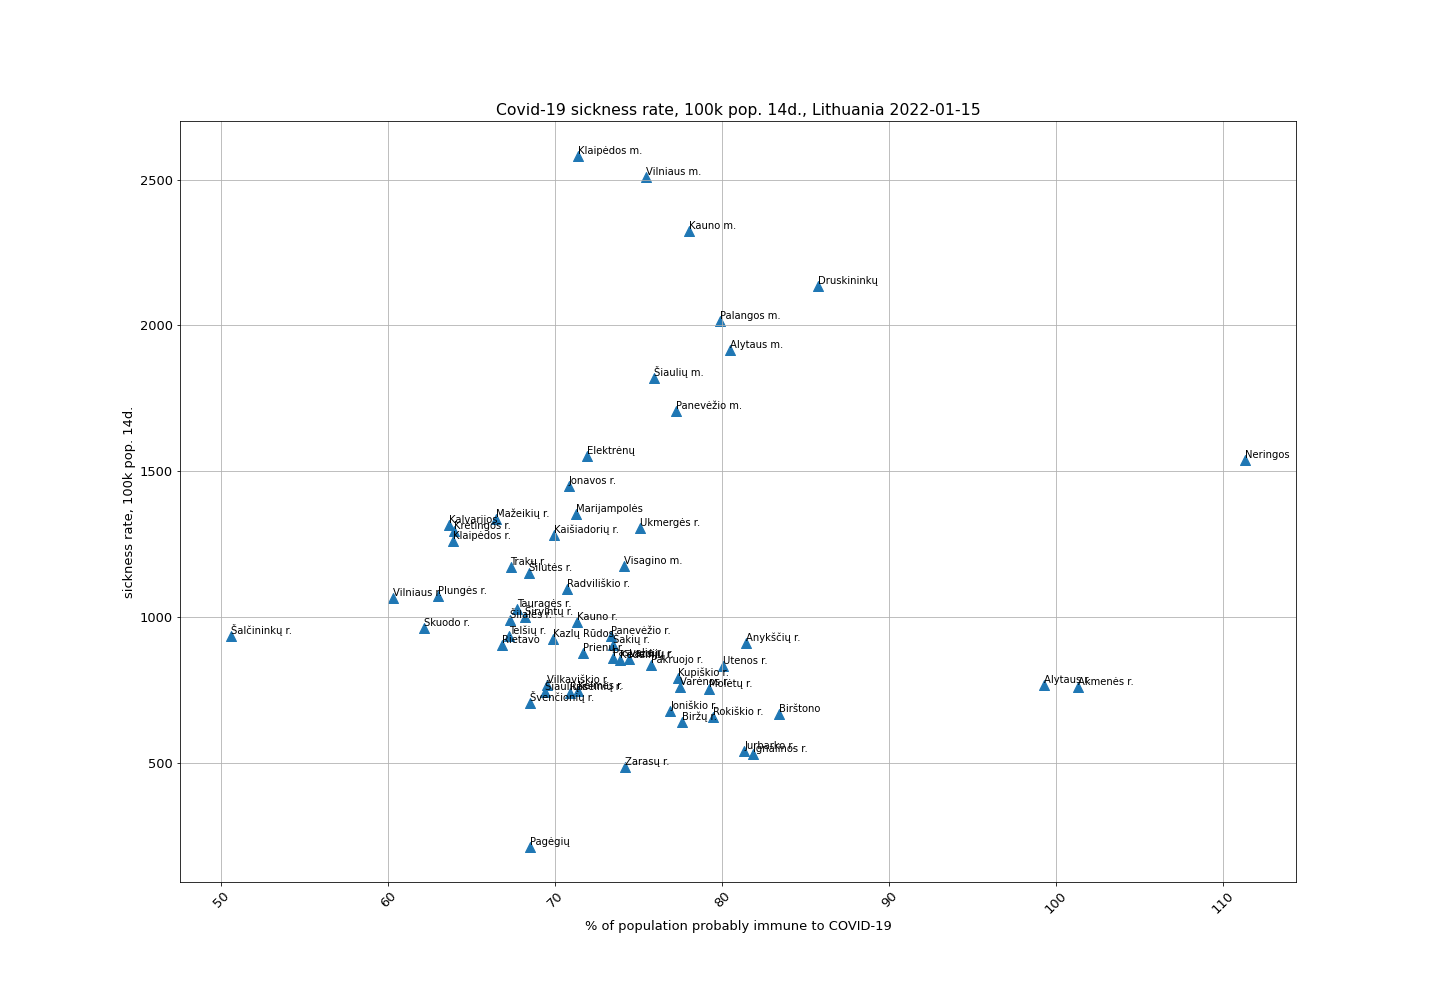 Covid-19 sickness rate, 100k pop. 14d., Lithuania 2022-01-15
Klaipėdos m.
Vilniaus m.
2500
Kauno m.
Druskininkų
Palangos m.
2000
Alytaus m.
Šiaulių m.
Panevėžio m.
Elektrėnų
Neringos
1500
Jonavos r.
Marijampolės
Mažeikių r.
Kalvarijos
Kretingos r.
Ukmergės r.
Kaišiadorių r.
Klaipėdos r.
Trakų r.
Visagino m.
Šilutės r.
Radviliškio r.
Vilniaus r.
Plungės r.
Tauragės r.
Širvintų r.
Šilalės r.
Kauno r.
1000
Skuodo r.
Šalčininkų r.
Telšių r.
Kazlų Rūdos
Panevėžio r.
Rietavo
Šakių r.
Anykščių r.
Prienų r.
Pasvalio r.
Pakruojo r.
Utenos r.
Kupiškio r.
Varėnos r.
Molėtų r.
Vilkaviškio r.
Šiaulių r.
Kelmės r.
Alytaus r.
Akmenės r.
Švenčionių r.
Joniškio r.
Biržų r.
Rokiškio r.
Birštono
Jurbarko r.
Ignalinos r.
Zarasų r.
500
Pagėgių
sickness rate, 100k pop. 14d.
50
60
70
80
90
100
110
% of population probably immune to COVID-19